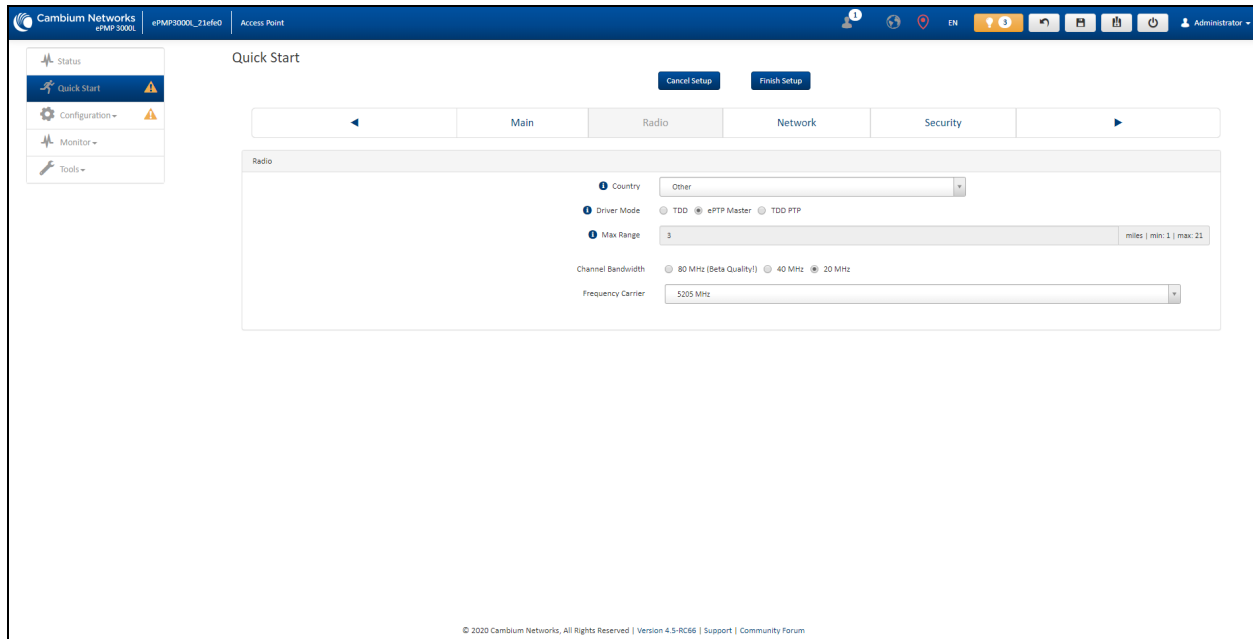 Cambium Networks
ePMP 3000L
ePMP3000L_21efe0
Access Point
1
EN
3
Administrator
Status
Quick Start
Configuration
Monitor
Tools
Quick Start
Cancel Setup
Finish Setup
Main
Radio
Network
Security
Radio
Country
Other
Driver Mode
TDD
ePTP Master
TDD PTP
Max Range
3
miles | min: 1 | max: 21
Channel Bandwidth
80 MHz (Beta Quality!)
40 MHz
20 MHz
Frequency Carrier
5205 MHz
© 2020 Cambium Networks, All Rights Reserved | Version 4.5-RC66 | Support | Community Forum